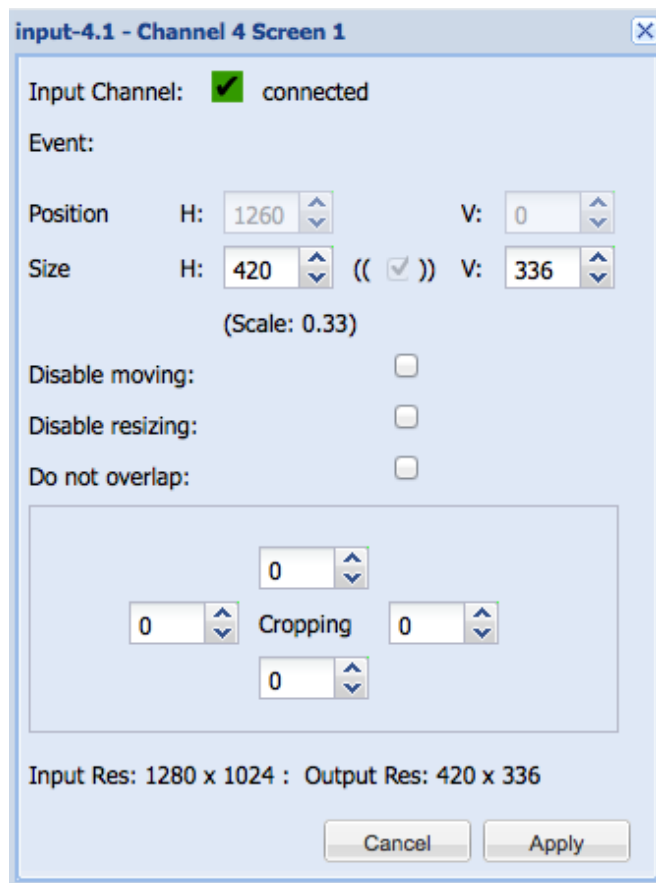 input-4.1 - Channel 4 Screen 1
Input Channel: ✔ connected
Event:
Position H: 1260 V: 0
Size H: 420 (( ✔ )) V: 336
(Scale: 0.33)
Disable moving:
Disable resizing:
Do not overlap:
0
0 Cropping 0
0
Input Res: 1280 x 1024 : Output Res: 420 x 336
Cancel Apply